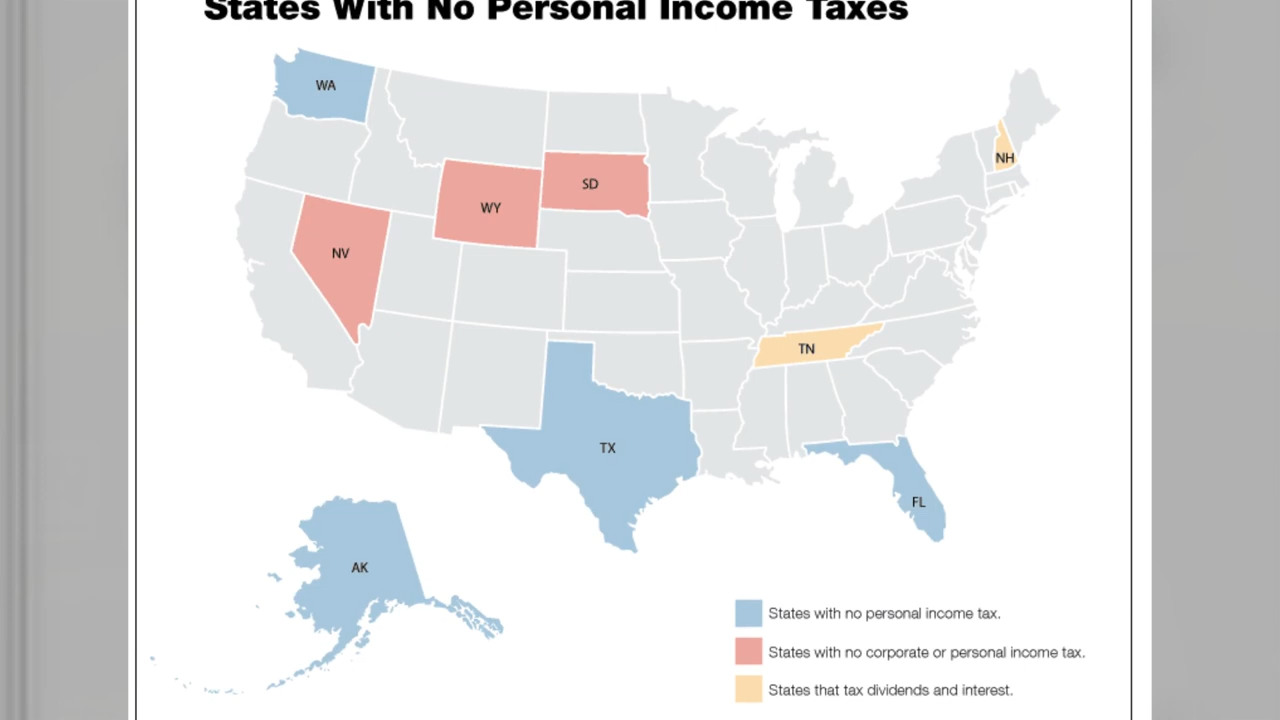 States With No Personal Income Taxes
WA
NH
SD
WY
NV
TN
TX
FL
AK
States with no personal income tax.
States with no corporate or personal income tax.
States that tax dividends and interest.